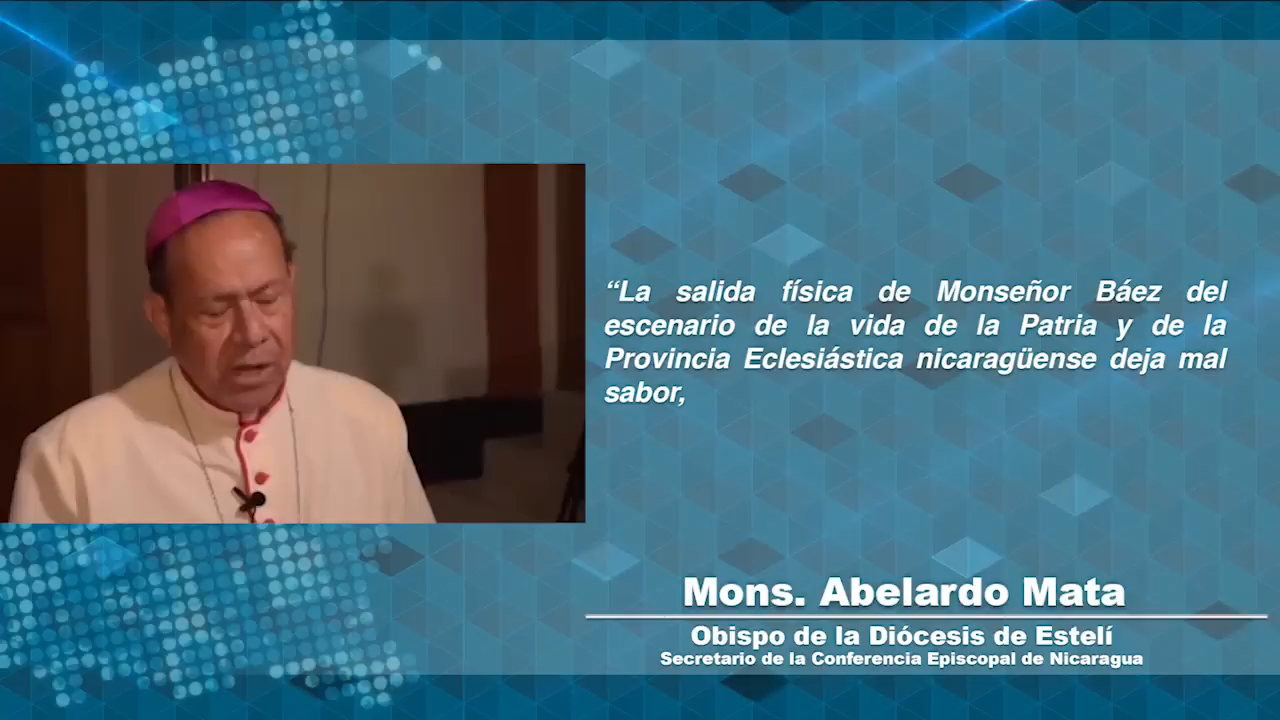 “La salida física de Monseñor Báez del
escenario de la vida de la Patria y de la
Provincia Eclesiástica nicaragüense deja mal
sabor,
Mons. Abelardo Mata
Obispo de la Diócesis de Estelí
Secretario de la Conferencia Episcopal de Nicaragua